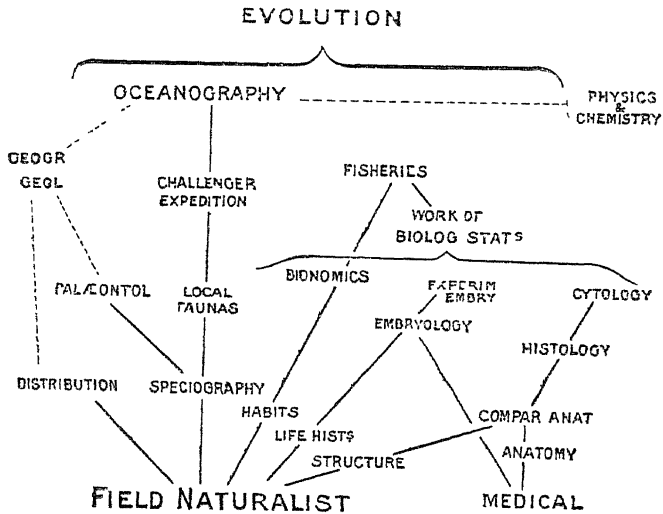 EVOLUTION
OCEANOGRAPHY
PHYSICS
&
CHEMISTRY
GEOGR
GEOL
CHALLENGER
EXPEDITION
FISHERIES
WORK OF
BIOLOG STATS
BIONOMICS
EXPERIM
EMBRY
CYTOLOGY
PALÆONTOL
LOCAL
FAUNAS
EMBRYOLOGY
HISTOLOGY
DISTRIBUTION
SPECIOGRAPHY
HABITS
COMPAR ANAT
LIFE HISTS
STRUCTURE
ANATOMY
FIELD NATURALIST
MEDICAL